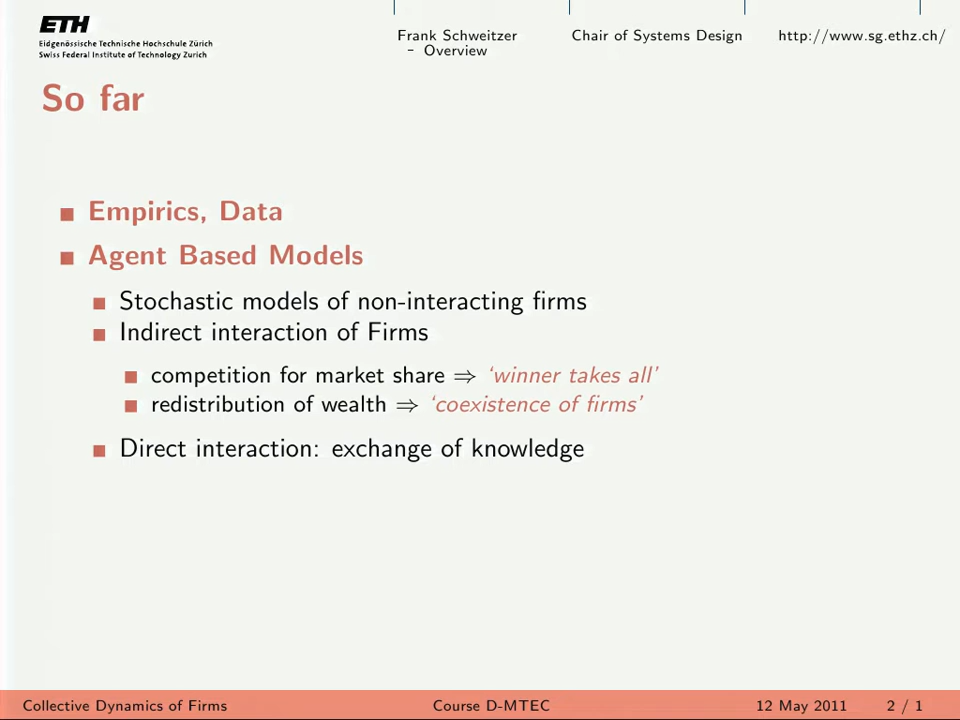 ETH
Eidgenössische Technische Hochschule Zürich
Swiss Federal Institute of Technology Zurich
Frank Schweitzer
- Overview
Chair of Systems Design
http://www.sg.ethz.ch/
So far
Empirics, Data
Agent Based Models
Stochastic models of non-interacting firms
Indirect interaction of Firms
competition for market share ⇒ ‘winner takes all’
redistribution of wealth ⇒ ‘coexistence of firms’
Direct interaction: exchange of knowledge
Collective Dynamics of Firms
Course D-MTEC
12 May 2011
2 / 1